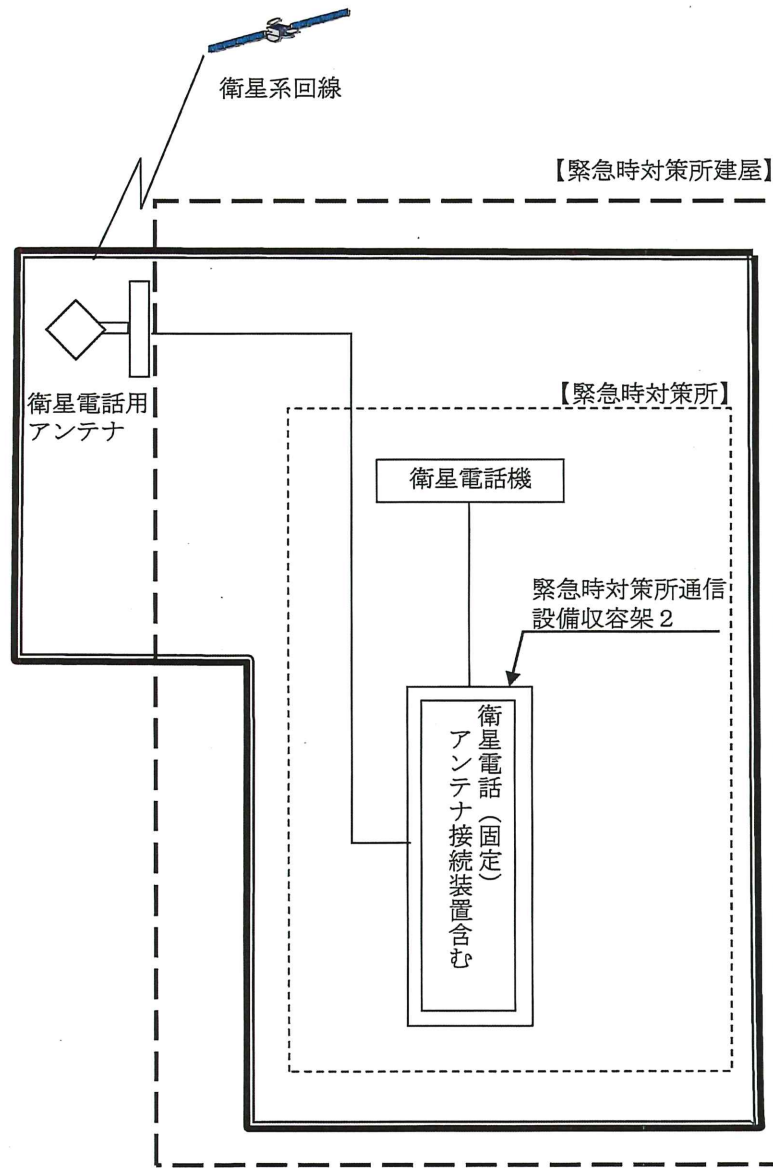 衛星系回線
【緊急時対策所建屋】
衛星電話用
アンテナ
【緊急時対策所】
衛星電話機
緊急時対策所通信
設備収容架2
衛星電話（固定）
アンテナ接続装置含む